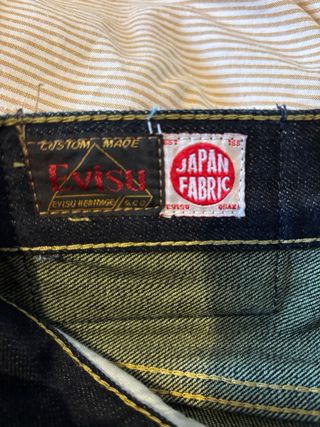 CUSTOM MADE
Evisu
EVISU HERITAGE
EST
JAPAN
FABRIC
EVISU OSAKA